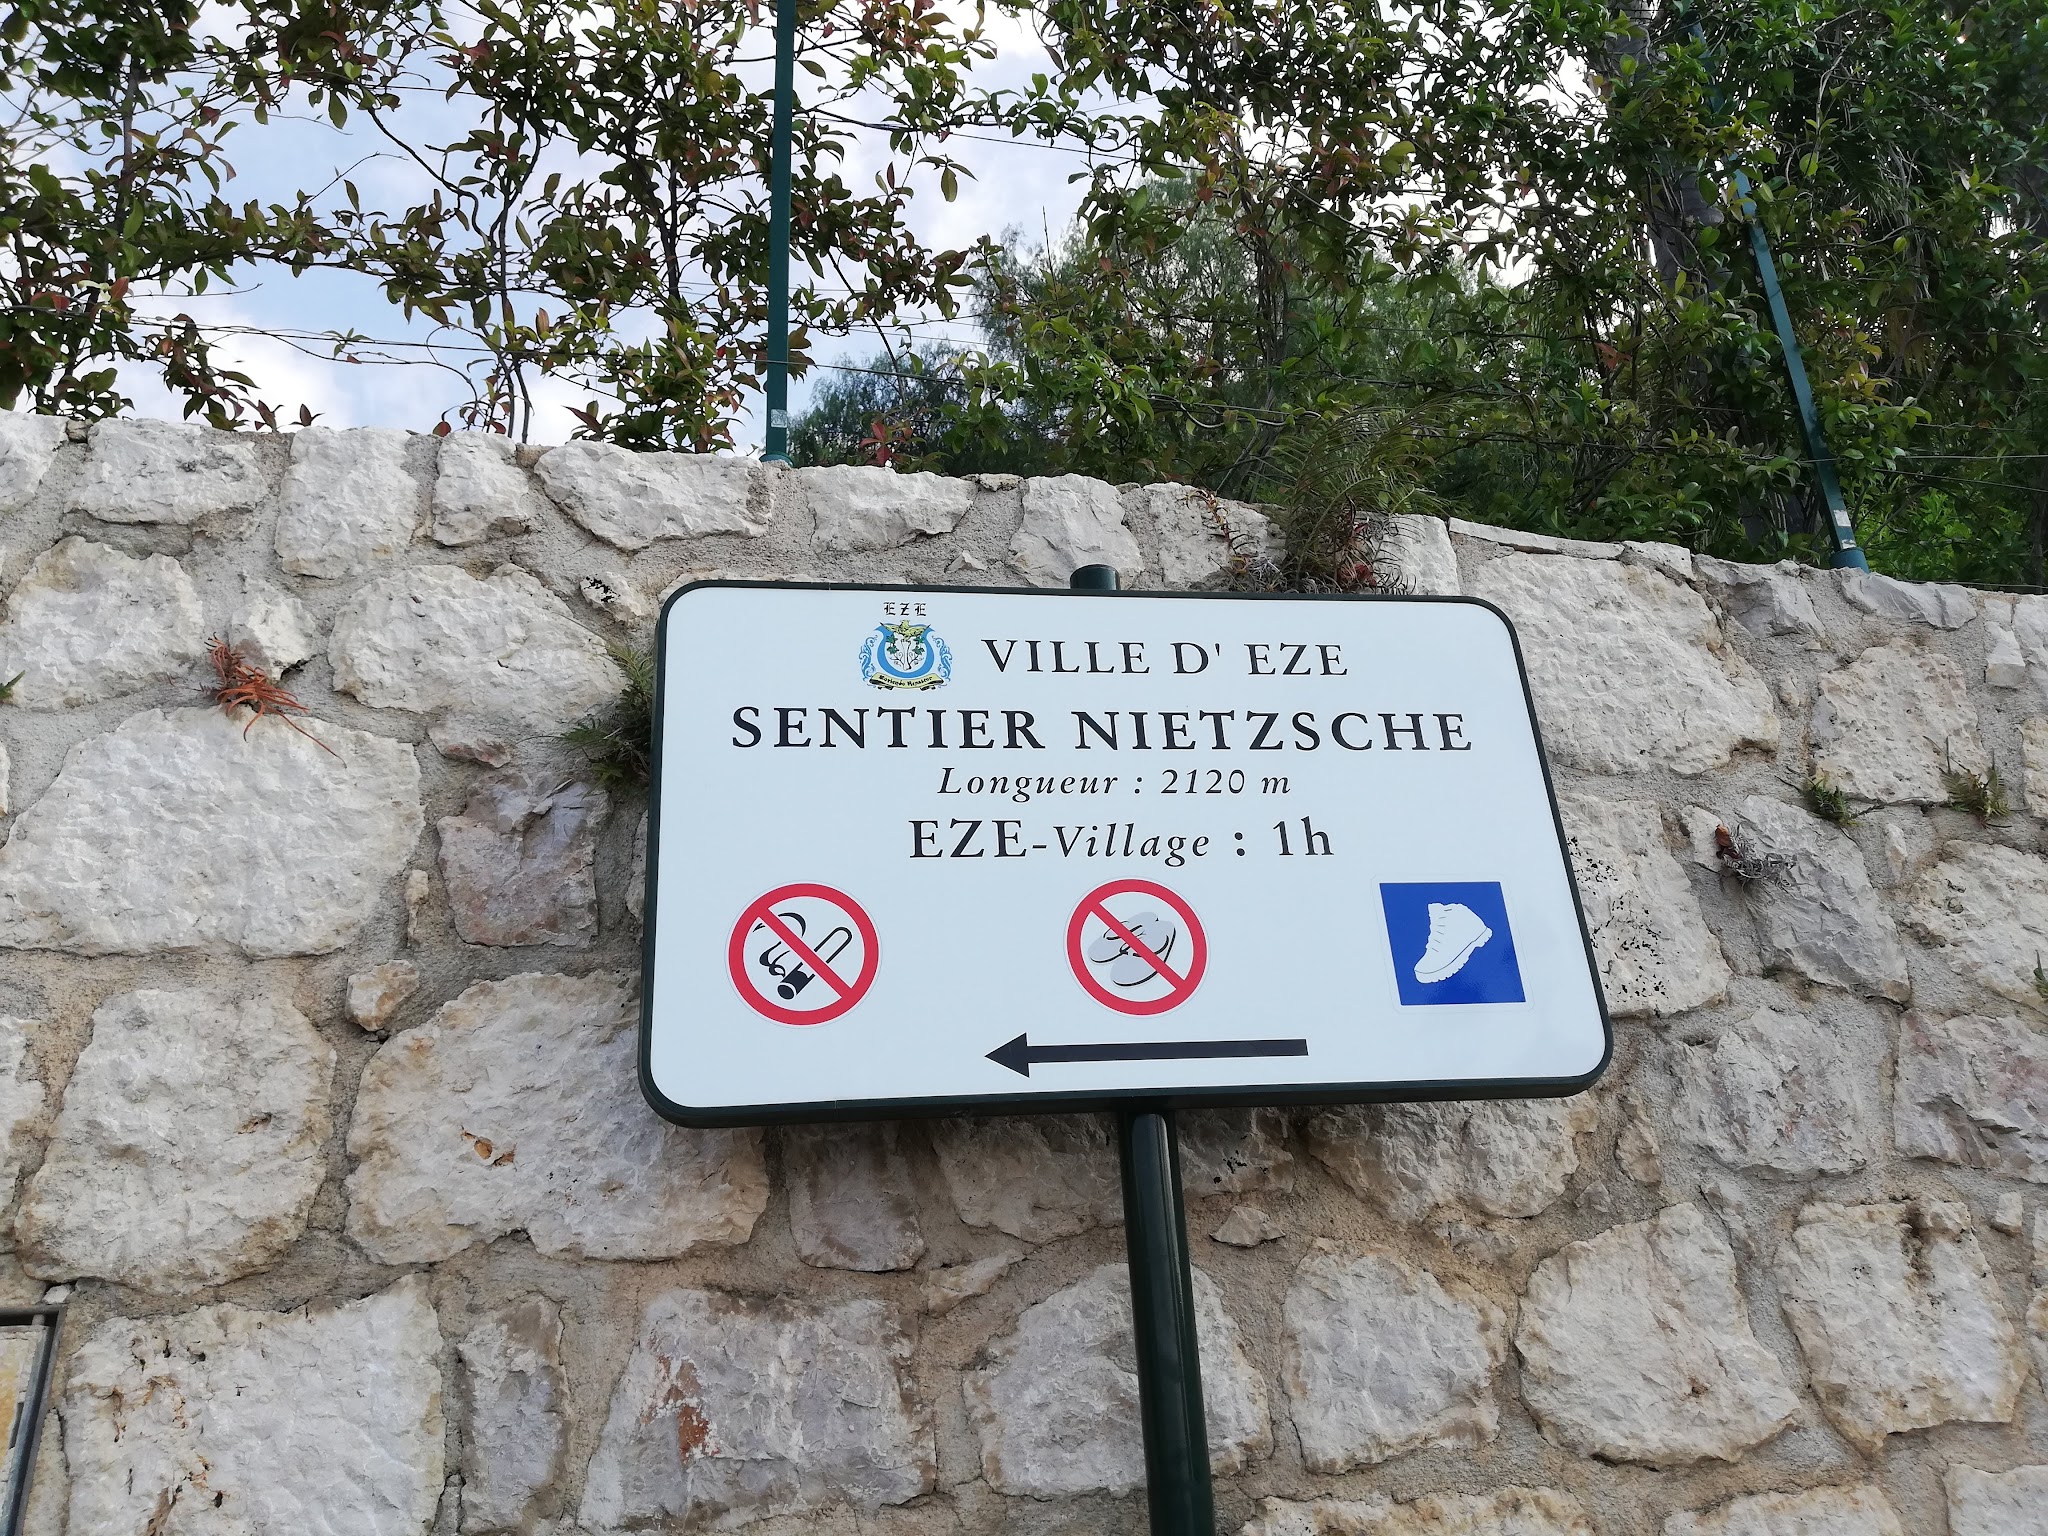 EZE
VILLE D' EZE
SENTIER NIETZSCHE
Longueur : 2120 m
EZE-Village : 1h